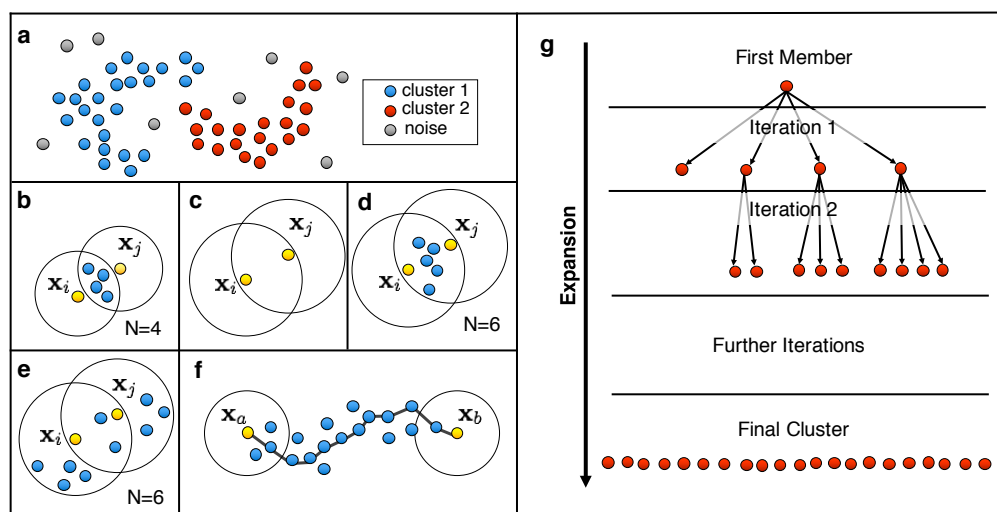 a
cluster 1
cluster 2
noise
b
x_j
x_i
N=4
c
x_j
x_i
d
x_j
x_i
N=6
e
x_j
x_i
N=6
f
x_a
x_b
g
First Member
Iteration 1
Iteration 2
Expansion
Further Iterations
Final Cluster